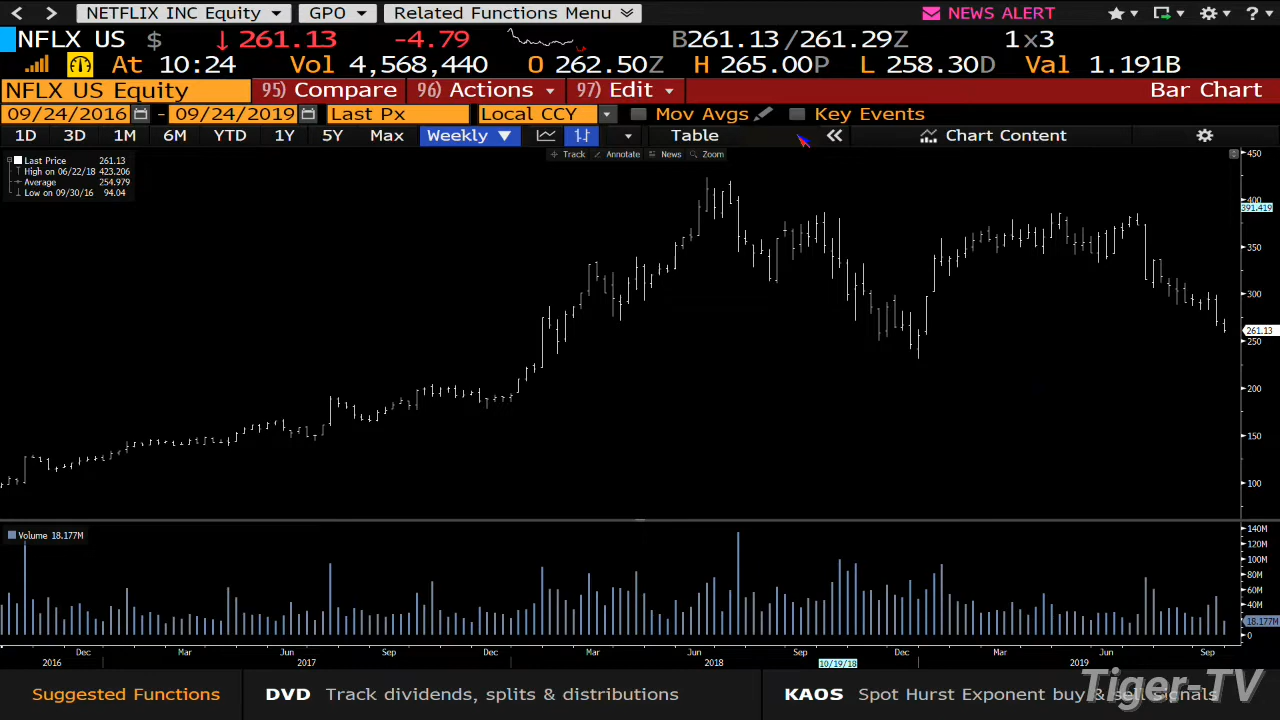 NETFLIX INC Equity GPO Related Functions Menu NEWS ALERT ?
NFLX US $ ↓ 261.13 -4.79 B261.13 /261.29Z 1×3
At 10:24 Vol 4,568,440 O 262.50Z H 265.00P L 258.30D Val 1.191B
NFLX US Equity 95) Compare 96) Actions 97) Edit Bar Chart
09/24/2016 - 09/24/2019 Last Px Local CCY Mov Avgs Key Events
1D 3D 1M 6M YTD 1Y 5Y Max Weekly ▼ Table « Chart Content
Track Annotate News Zoom
Last Price 261.13
High on 06/22/18 423.206
Average 254.979
Low on 09/30/16 94.04
450
400
391.419
350
300
261.13
250
200
150
100
Volume 18.177M
140M
120M
100M
80M
60M
40M
18.177M
0
Dec Mar Jun Sep Dec Mar Jun Sep Dec Mar Jun Sep
2016 2017 2018 10/19/18 2019
Suggested Functions DVD Track dividends, splits & distributions KAOS Spot Hurst Exponent buy & sell signals
Tiger-TV